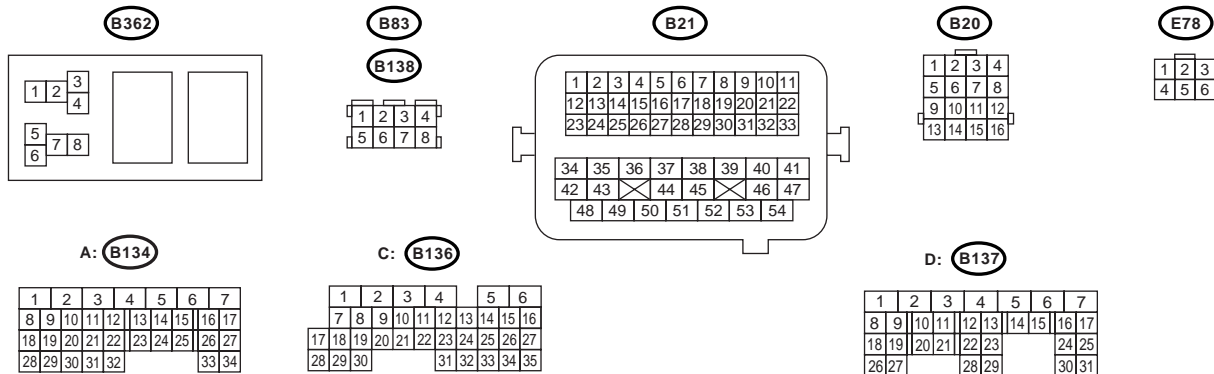 B362
B83
B21
B20
E78
B138
1 2 3
4
5
6 7 8
1 2 3 4
5 6 7 8
1 2 3 4 5 6 7 8 9 10 11
12 13 14 15 16 17 18 19 20 21 22
23 24 25 26 27 28 29 30 31 32 33
34 35 36 37 38 39 40 41
42 43 44 45 46 47
48 49 50 51 52 53 54
1 2 3 4
5 6 7 8
9 10 11 12
13 14 15 16
1 2 3
4 5 6
A: B134
C: B136
D: B137
1 2 3 4 5 6 7
8 9 10 11 12 13 14 15 16 17
18 19 20 21 22 23 24 25 26 27
28 29 30 31 32 33 34
1 2 3 4 5 6
7 8 9 10 11 12 13 14 15 16
17 18 19 20 21 22 23 24 25 26 27
28 29 30 31 32 33 34 35
1 2 3 4 5 6 7
8 9 10 11 12 13 14 15 16 17
18 19 20 21 22 23 24 25
26 27 28 29 30 31